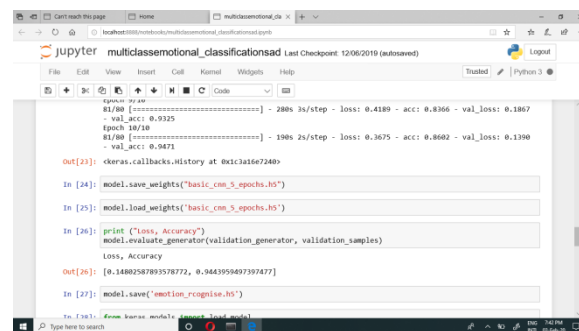 Can't reach this page
Home
multiclassemotional_cla
localhost:8888/notebooks/multiclassemotional_classificationsad.ipynb
jupyter multiclassemotional_classificationsad Last Checkpoint: 12/06/2019 (autosaved)
Logout
File Edit View Insert Cell Kernel Widgets Help
Trusted
Python 3
Code
Epoch 9/10
81/80 [==============================] - 280s 3s/step - loss: 0.4189 - acc: 0.8366 - val_loss: 0.1867
- val_acc: 0.9325
Epoch 10/10
81/80 [==============================] - 190s 2s/step - loss: 0.3675 - acc: 0.8602 - val_loss: 0.1390
- val_acc: 0.9471
Out[23]: <keras.callbacks.History at 0x1c3a16e7240>
In [24]: model.save_weights("basic_cnn_5_epochs.h5")
In [25]: model.load_weights('basic_cnn_5_epochs.h5')
In [26]: print ("Loss, Accuracy")
model.evaluate_generator(validation_generator, validation_samples)
Loss, Accuracy
Out[26]: [0.14802587893578772, 0.9443959497397477]
In [27]: model.save('emotion_rcognise.h5')
In [28]: from keras.models import load_model
Type here to search
ENG 7:42 PM